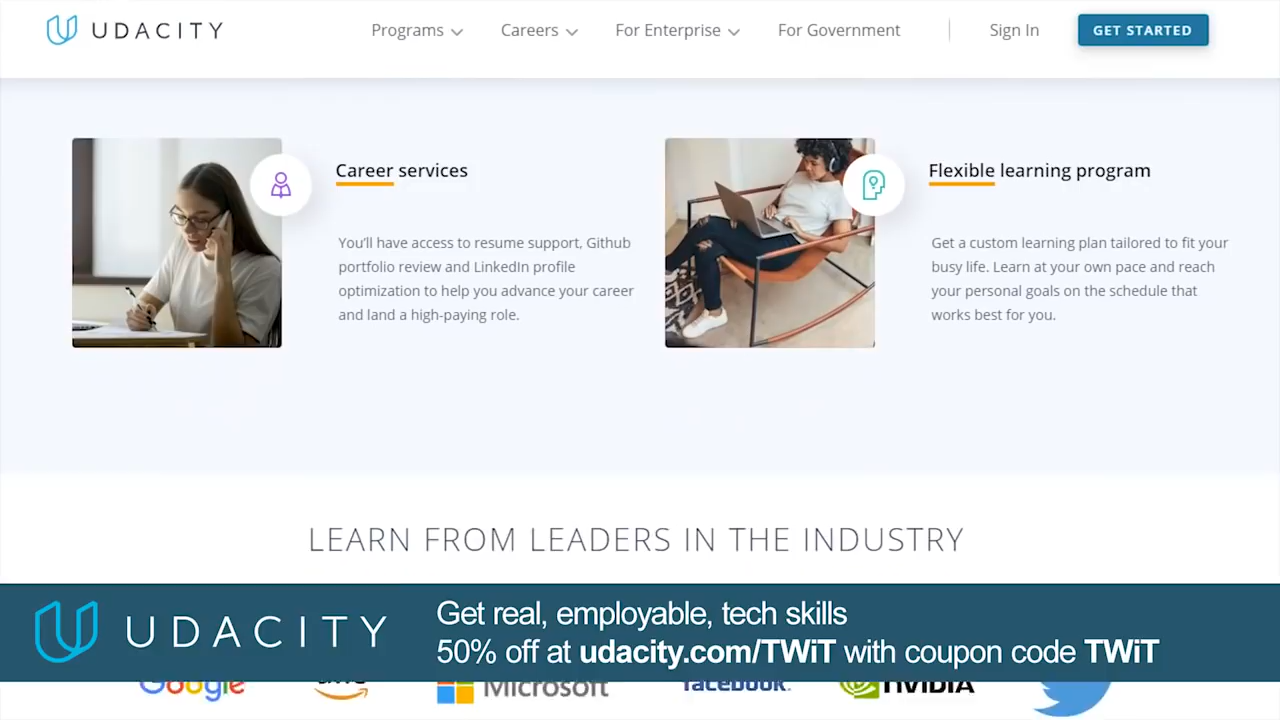 UDACITY
Programs
Careers
For Enterprise
For Government
Sign In
GET STARTED
Career services
You'll have access to resume support, Github
portfolio review and LinkedIn profile
optimization to help you advance your career
and land a high-paying role.
Flexible learning program
Get a custom learning plan tailored to fit your
busy life. Learn at your own pace and reach
your personal goals on the schedule that
works best for you.
LEARN FROM LEADERS IN THE INDUSTRY
UDACITY
Get real, employable, tech skills
50% off at udacity.com/TWiT with coupon code TWiT
Google
aws
Microsoft
facebook.
NVIDIA